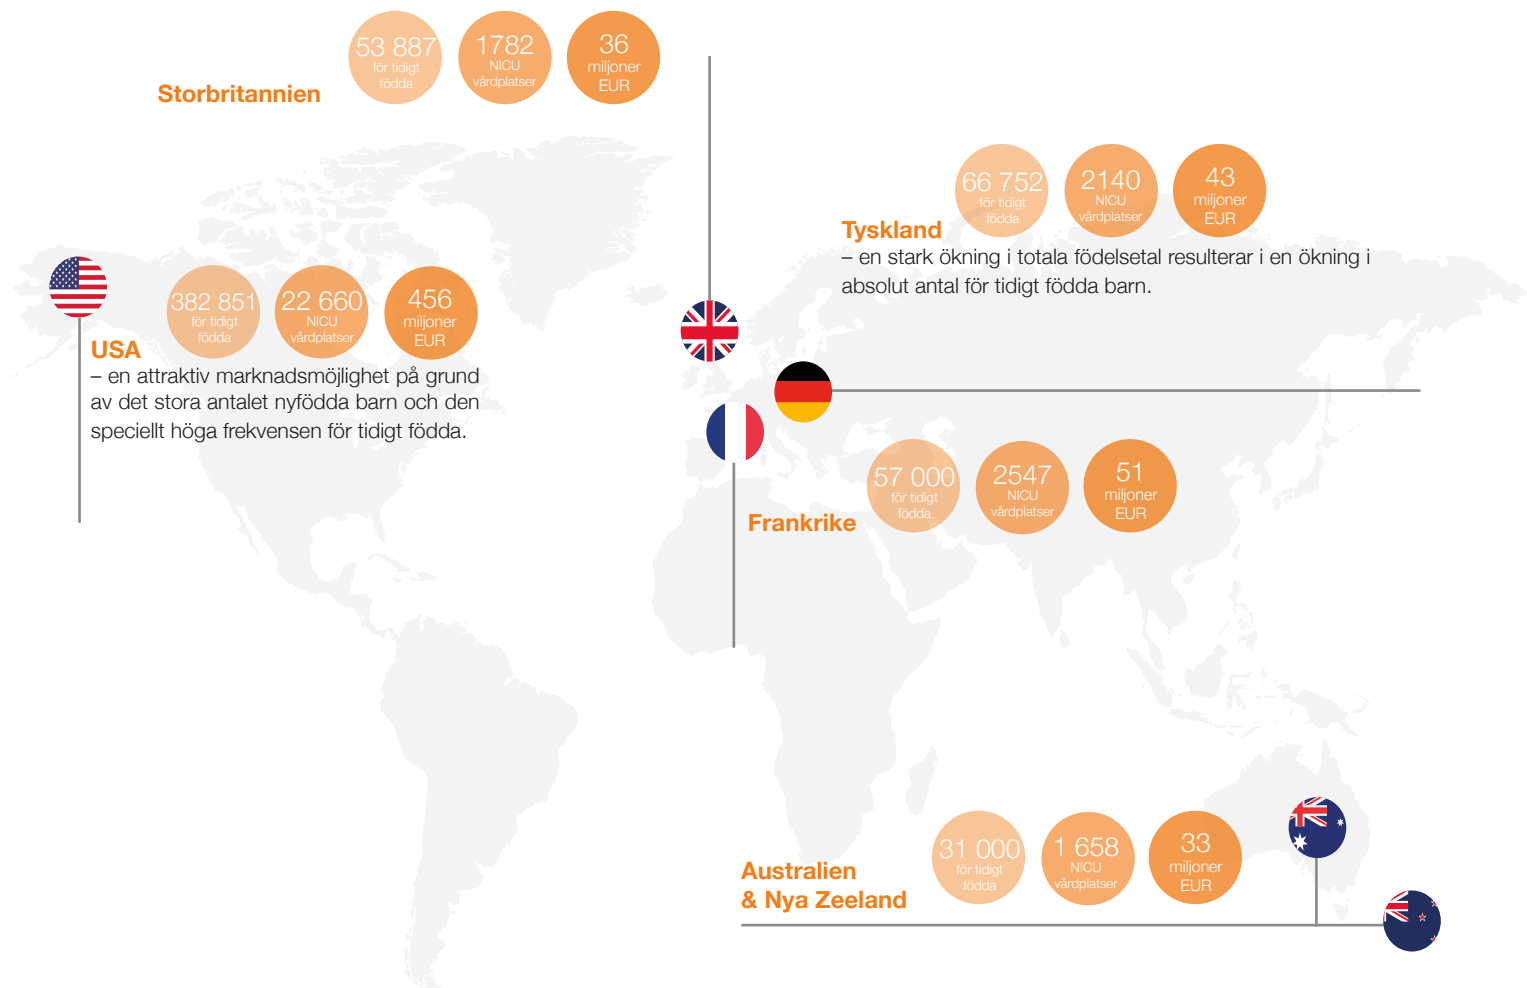 53 887
för tidigt
födda
1782
NICU
vårdplatser
36
miljoner
EUR
Storbritannien
66 752
för tidigt
födda
2140
NICU
vårdplatser
43
miljoner
EUR
Tyskland
– en stark ökning i totala födelsetal resulterar i en ökning i
absolut antal för tidigt födda barn.
382 851
för tidigt
födda
22 660
NICU
vårdplatser
456
miljoner
EUR
USA
– en attraktiv marknadsmöjlighet på grund
av det stora antalet nyfödda barn och den
speciellt höga frekvensen för tidigt födda.
57 000
för tidigt
födda
2547
NICU
vårdplatser
51
miljoner
EUR
Frankrike
31 000
för tidigt
födda
1 658
NICU
vårdplatser
33
miljoner
EUR
Australien
& Nya Zeeland